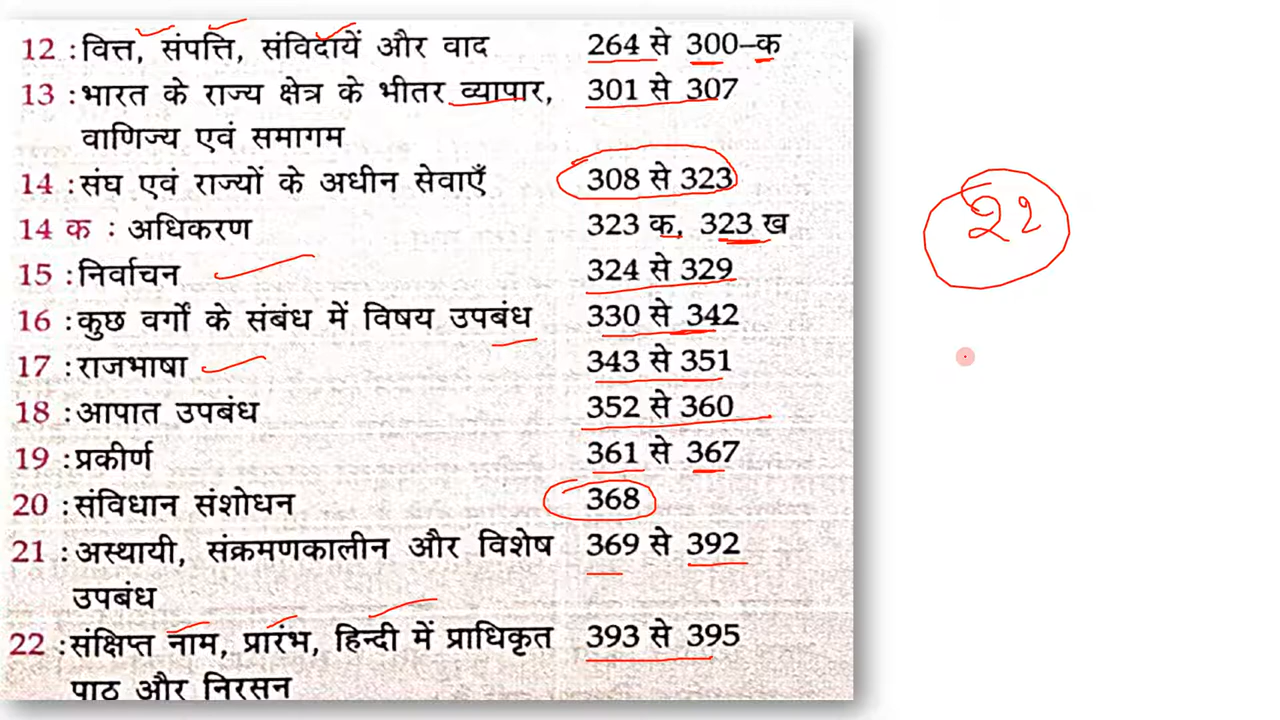 12 : वित्त, संपत्ति, संविदायें और वाद 264 से 300–क
13 : भारत के राज्य क्षेत्र के भीतर व्यापार, 301 से 307
वाणिज्य एवं समागम
14 : संघ एवं राज्यों के अधीन सेवाएँ 308 से 323
14 क : अधिकरण 323 क, 323 ख
15 : निर्वाचन 324 से 329
16 : कुछ वर्गों के संबंध में विषय उपबंध 330 से 342
17 : राजभाषा 343 से 351
18 : आपात उपबंध 352 से 360
19 : प्रकीर्ण 361 से 367
20 : संविधान संशोधन 368
21 : अस्थायी, संक्रमणकालीन और विशेष 369 से 392
उपबंध
22 : संक्षिप्त नाम, प्रारंभ, हिन्दी में प्राधिकृत 393 से 395
पाठ और निरसन
22